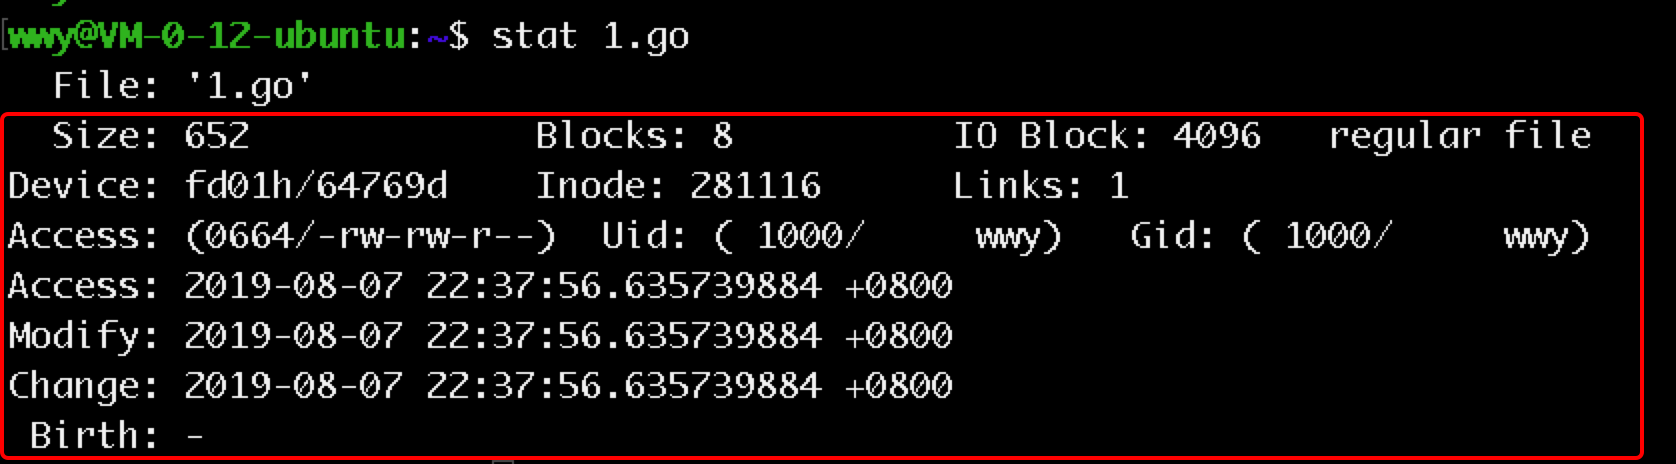 wwy@VM-0-12-ubuntu:~$ stat 1.go
File: '1.go'
Size: 652 Blocks: 8 IO Block: 4096 regular file
Device: fd01h/64769d Inode: 281116 Links: 1
Access: (0664/-rw-rw-r--) Uid: ( 1000/ wwy) Gid: ( 1000/ wwy)
Access: 2019-08-07 22:37:56.635739884 +0800
Modify: 2019-08-07 22:37:56.635739884 +0800
Change: 2019-08-07 22:37:56.635739884 +0800
Birth: -